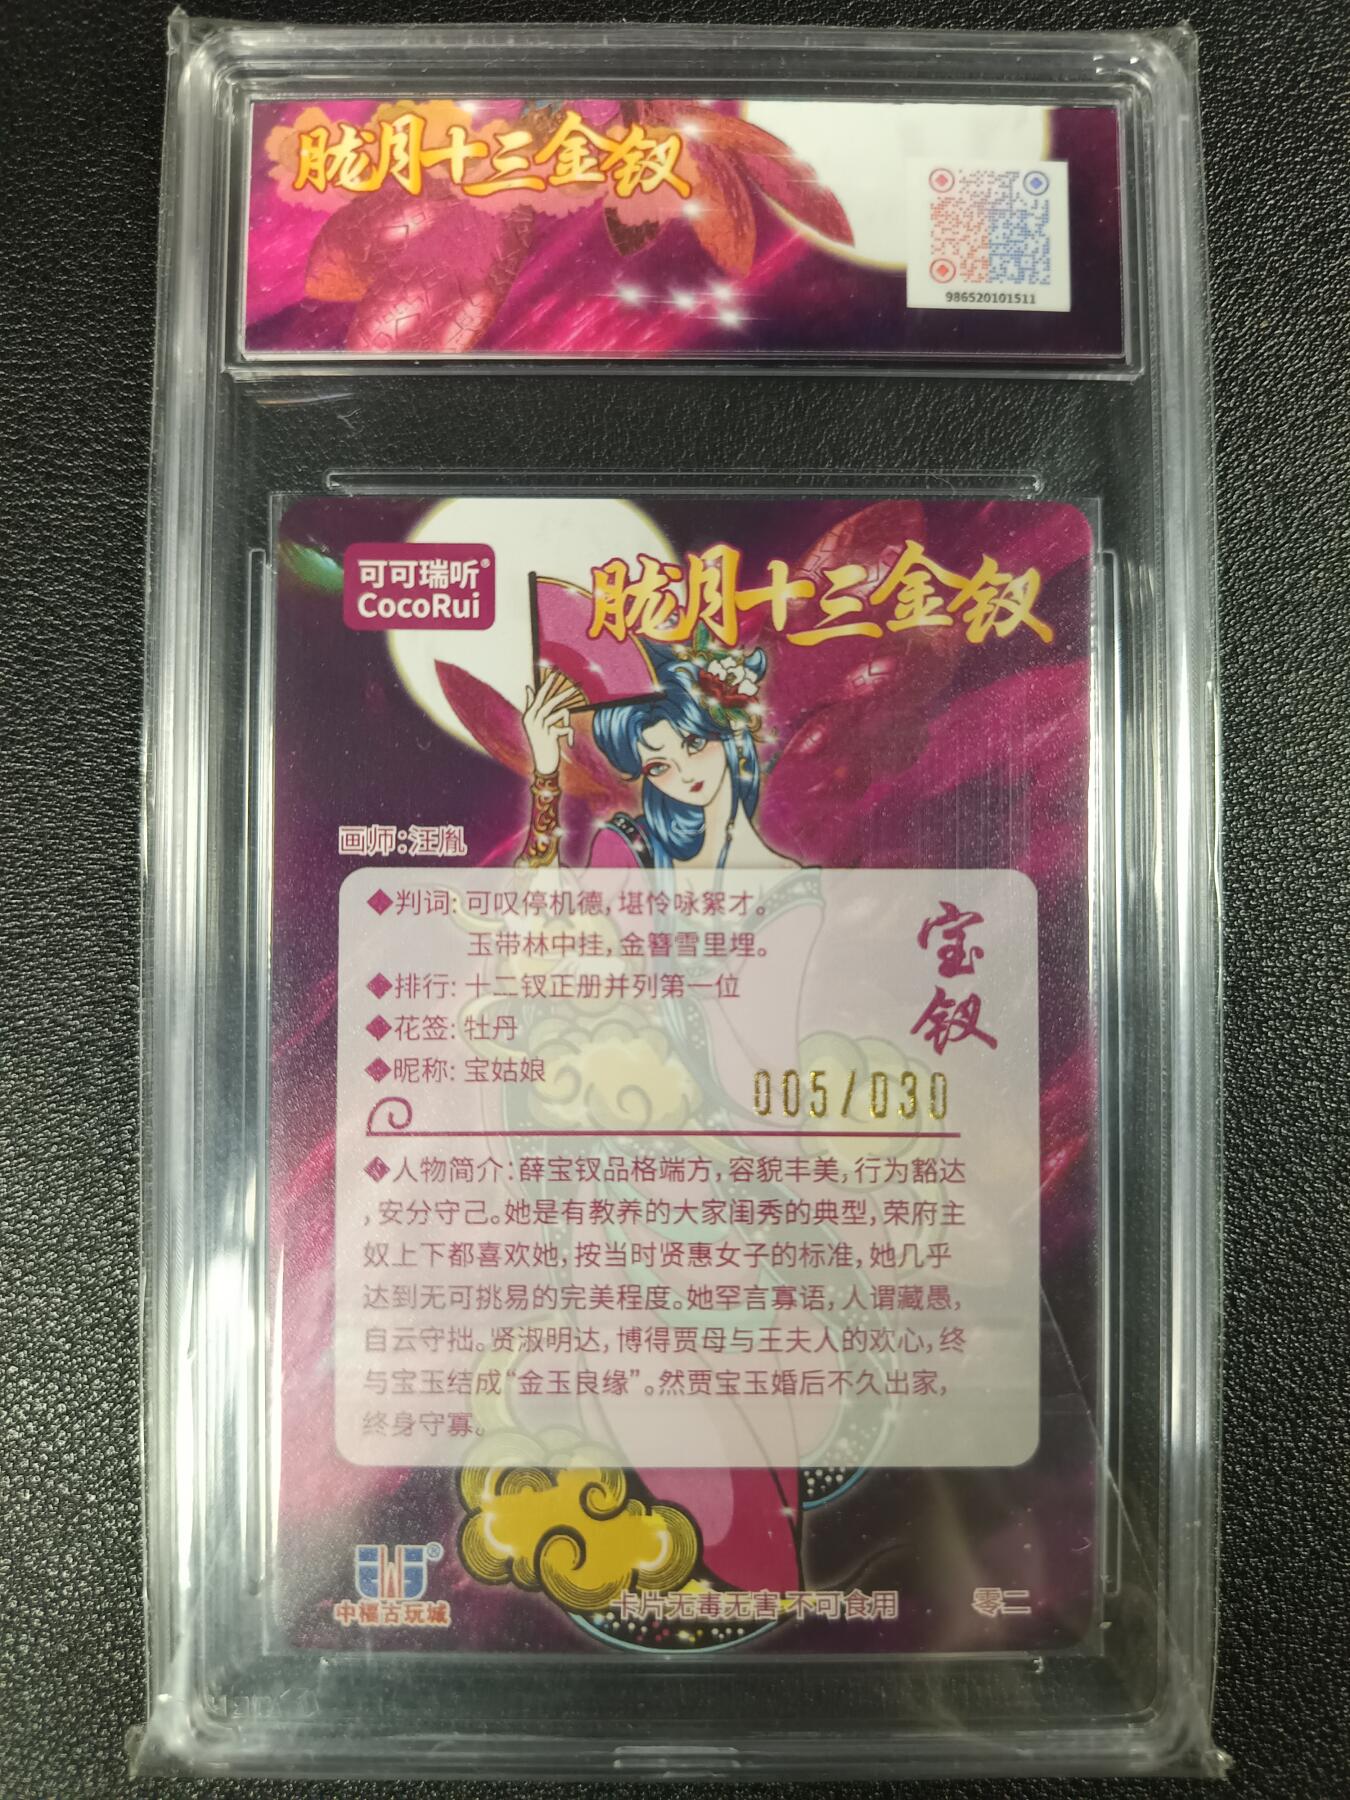 胧月十三金钗
986520101511
可可瑞听®
CocoRui
胧月十三金钗
画师:汪胤
◆判词:可叹停机德,堪怜咏絮才。
玉带林中挂,金簪雪里埋。
◆排行:十二钗正册并列第一位
◆花签:牡丹
◆昵称:宝姑娘
宝钗
005/030
◆人物简介:薛宝钗品格端方,容貌丰美,行为豁达
,安分守己。她是有教养的大家闺秀的典型,荣府主
奴上下都喜欢她,按当时贤惠女子的标准,她几乎
达到无可挑易的完美程度。她罕言寡语,人谓藏愚,
自云守拙。贤淑明达,博得贾母与王夫人的欢心,终
与宝玉结成“金玉良缘”。然贾宝玉婚后不久出家,
终身守寡。
®
中福古玩城
卡片无毒无害 不可食用
零二